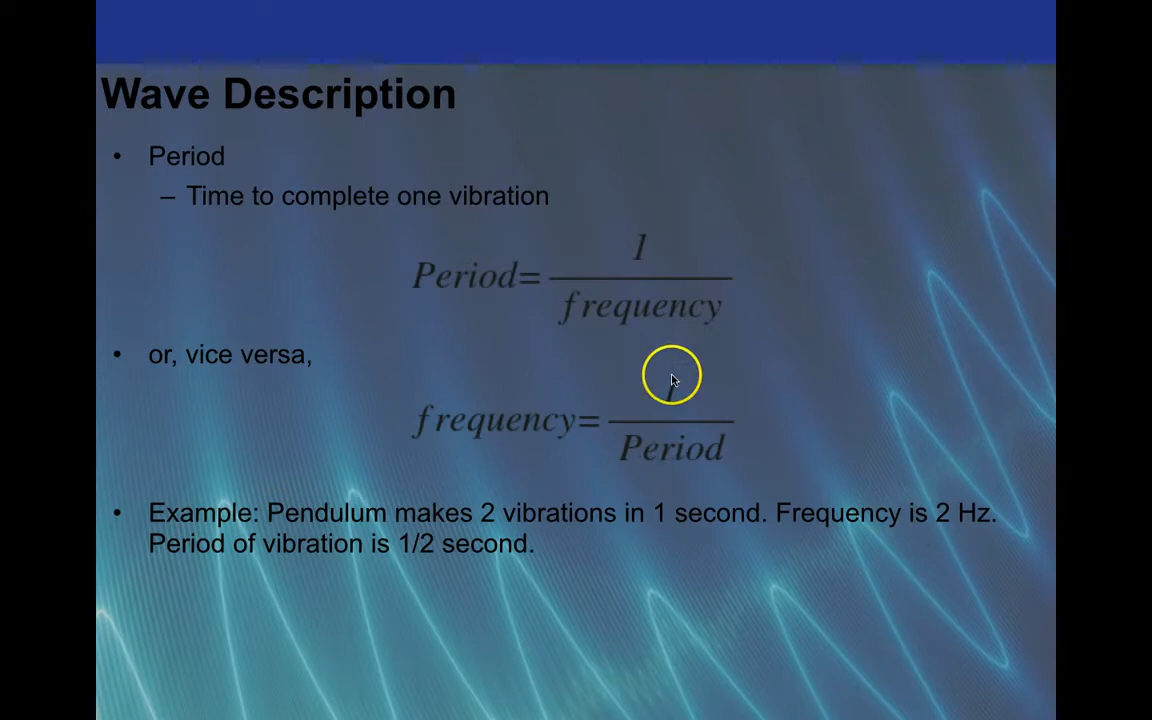 Wave Description
• Period
– Time to complete one vibration
Period= 1
frequency
• or, vice versa,
frequency= 1
Period
• Example: Pendulum makes 2 vibrations in 1 second. Frequency is 2 Hz.
Period of vibration is 1/2 second.